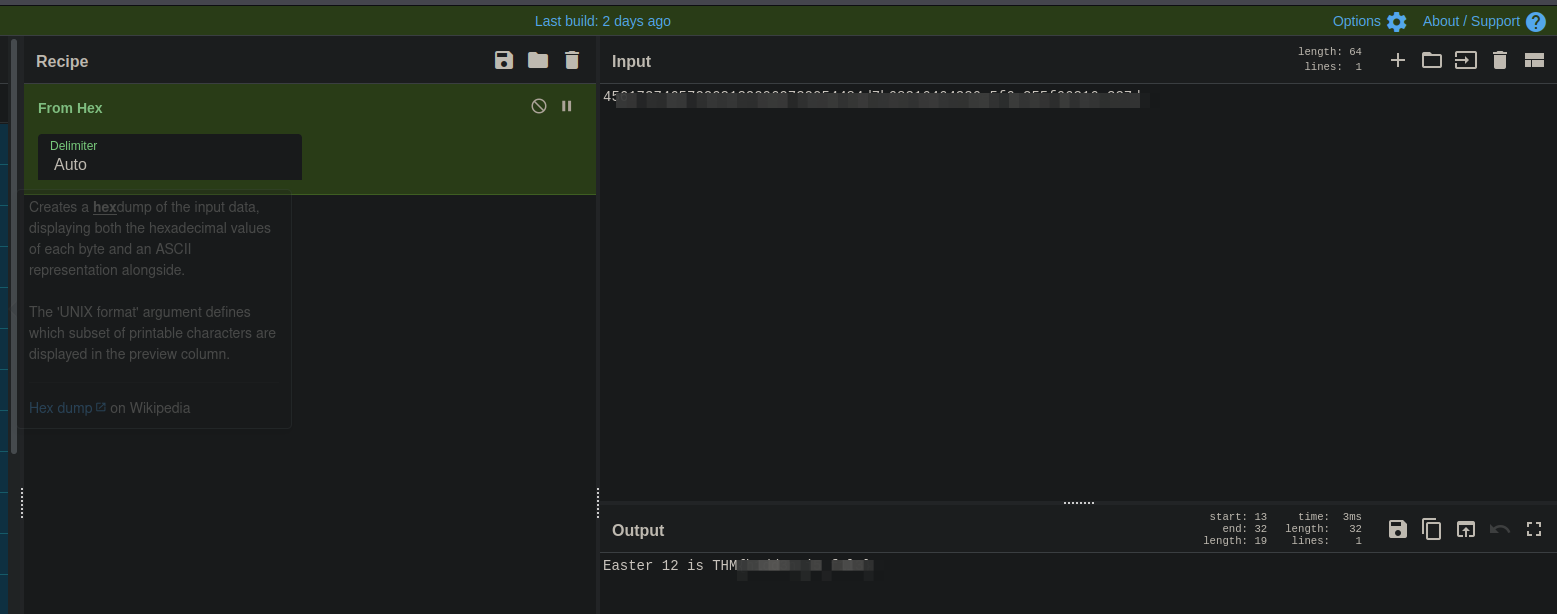 Last build: 2 days ago
Options
About / Support
Recipe
From Hex
Delimiter
Auto
Creates a hexdump of the input data,
displaying both the hexadecimal values
of each byte and an ASCII
representation alongside.
The 'UNIX format' argument defines
which subset of printable characters are
displayed in the preview column.
Hex dump on Wikipedia
Input
length: 64
lines: 1
Output
start: 13
end: 32
length: 19
time: 3ms
length: 32
lines: 1
Easter 12 is THM